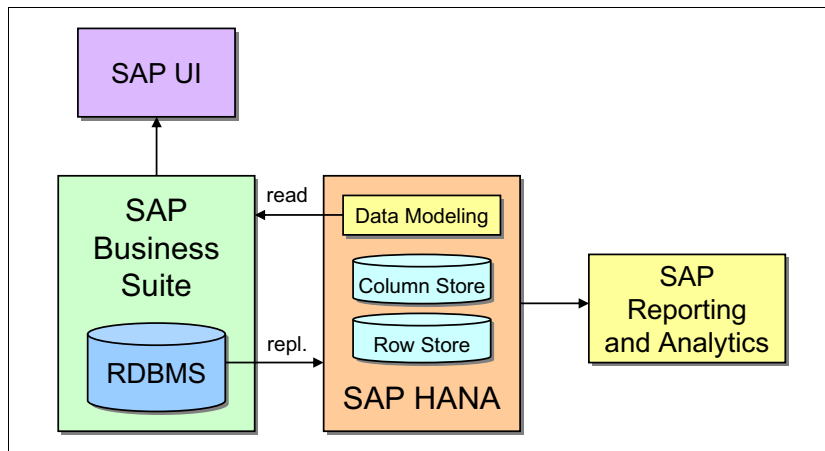 SAP UI
SAP
Business
Suite
RDBMS
read
repl.
Data Modeling
Column Store
Row Store
SAP HANA
SAP
Reporting
and Analytics